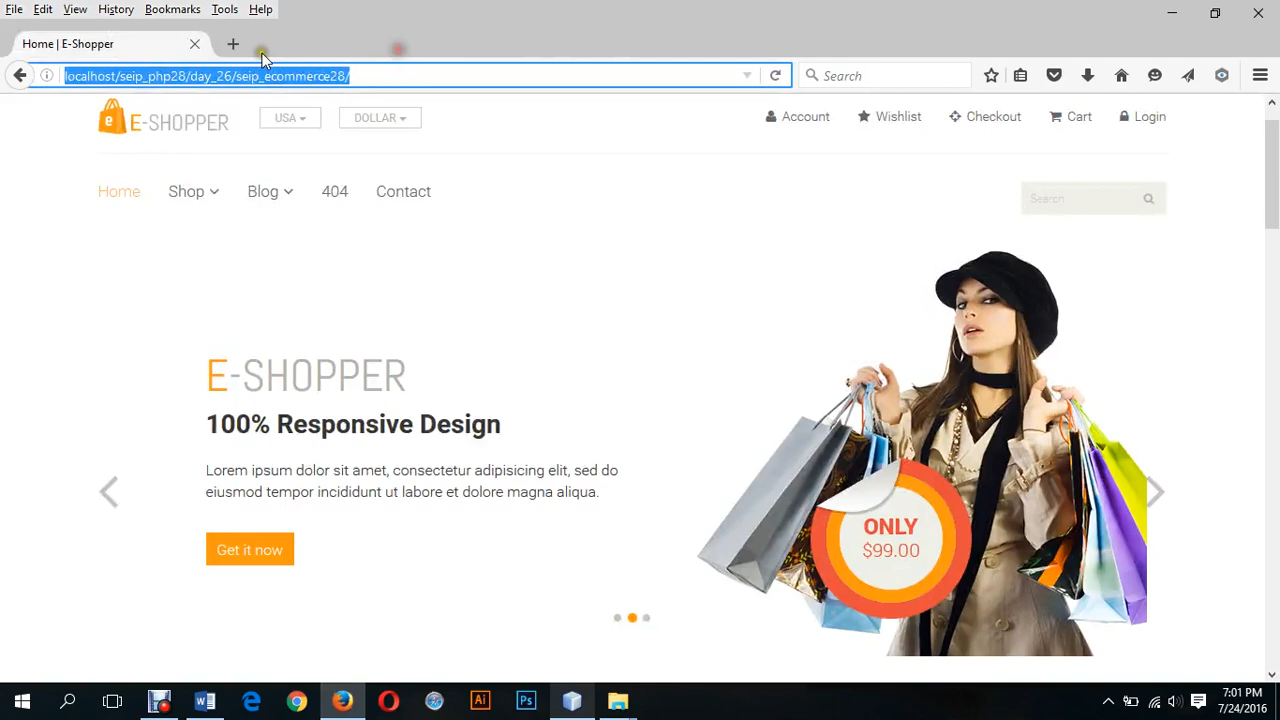 File Edit View History Bookmarks Tools Help
Home | E-Shopper
localhost/seip_php28/day_26/seip_ecommerce28/
Search
E-SHOPPER
USA
DOLLAR
Account
Wishlist
Checkout
Cart
Login
Home
Shop
Blog
404
Contact
Search
E-SHOPPER
100% Responsive Design
Lorem ipsum dolor sit amet, consectetur adipisicing elit, sed do
eiusmod tempor incididunt ut labore et dolore magna aliqua.
Get it now
ONLY
$99.00
7:01 PM
7/24/2016